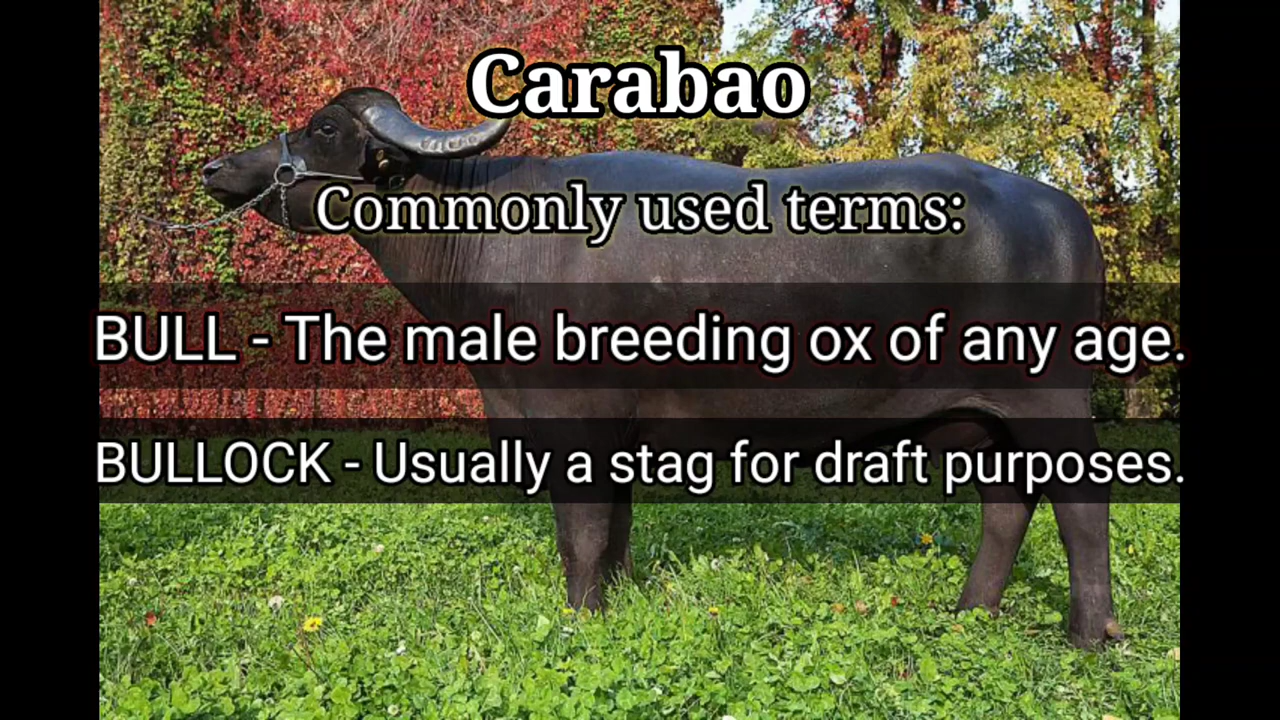 Carabao
Commonly used terms:
BULL - The male breeding ox of any age.
BULLOCK - Usually a stag for draft purposes.